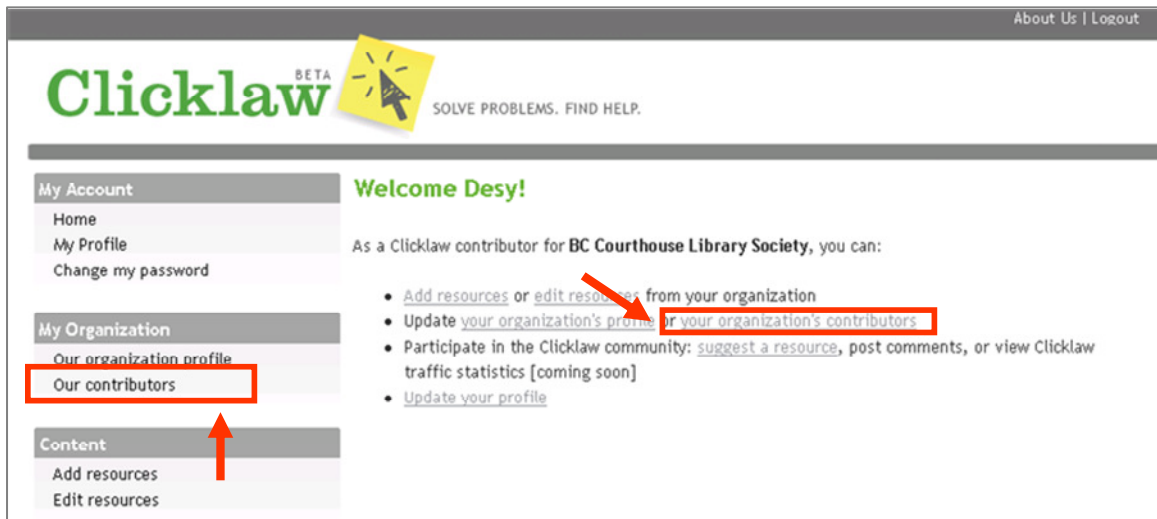 About Us | Logout
Clicklaw BETA
SOLVE PROBLEMS. FIND HELP.
My Account
Home
My Profile
Change my password
My Organization
Our organization profile
Our contributors
Content
Add resources
Edit resources
Welcome Desy!
As a Clicklaw contributor for BC Courthouse Library Society, you can:
• Add resources or edit resources from your organization
• Update your organization's profile or your organization's contributors
• Participate in the Clicklaw community: suggest a resource, post comments, or view Clicklaw
traffic statistics [coming soon]
• Update your profile